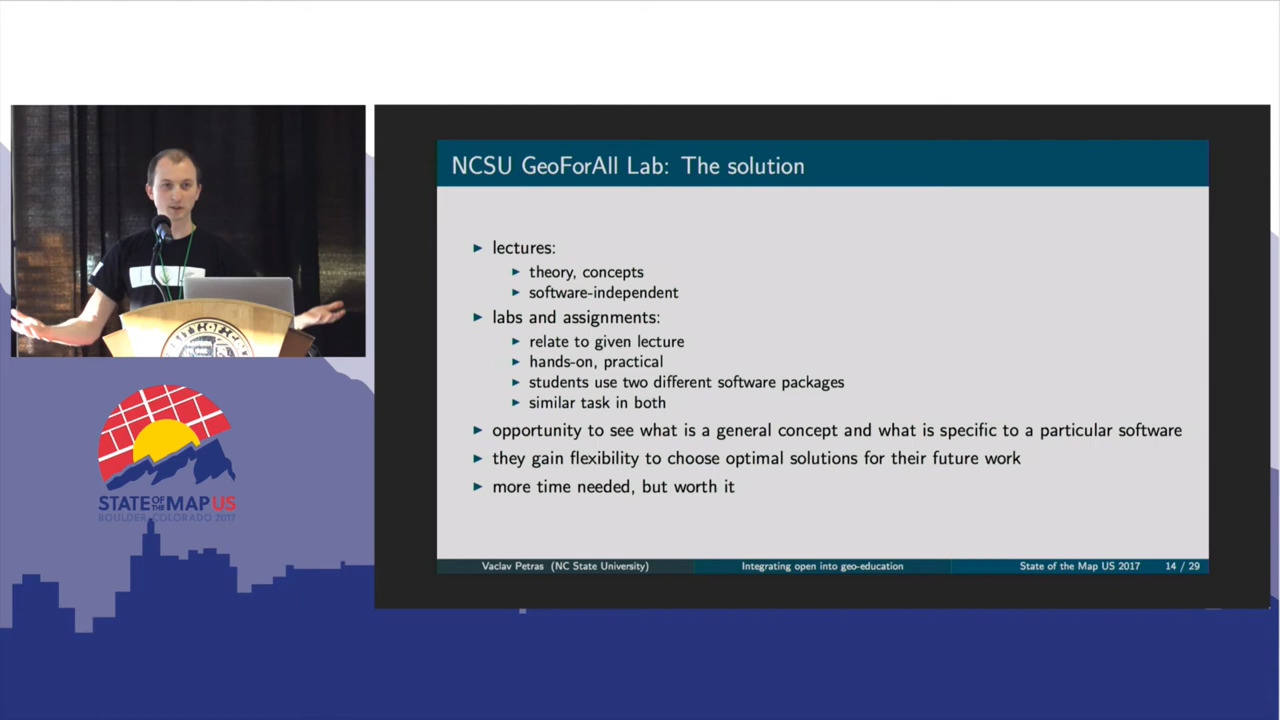 NCSU GeoForAll Lab: The solution
lectures:
theory, concepts
software-independent
labs and assignments:
relate to given lecture
hands-on, practical
students use two different software packages
similar task in both
opportunity to see what is a general concept and what is specific to a particular software
they gain flexibility to choose optimal solutions for their future work
more time needed, but worth it
Vaclav Petras (NC State University)
Integrating open into geo-education
State of the Map US 2017
14 / 29
STATE OF THE MAP US
BOULDER, COLORADO 2017